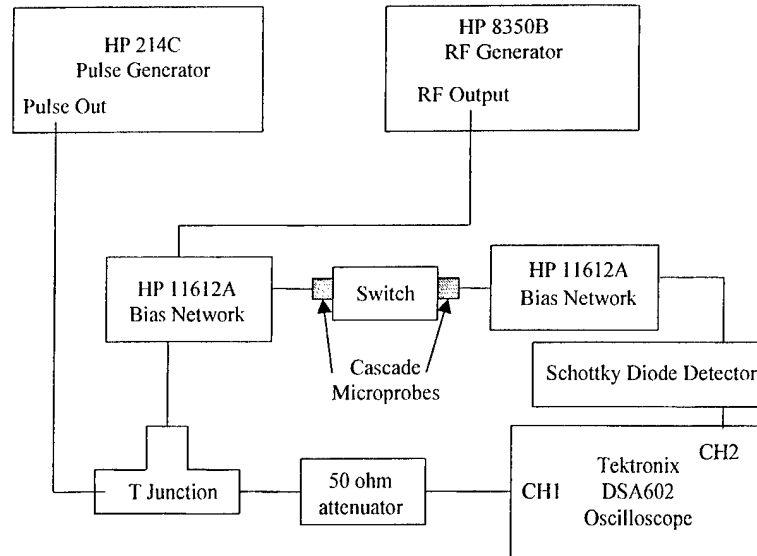 HP 214C
Pulse Generator
Pulse Out
HP 8350B
RF Generator
RF Output
HP 11612A
Bias Network
Switch
HP 11612A
Bias Network
Cascade
Microprobes
Schottky Diode Detector
T Junction
50 ohm
attenuator
CH1
CH2
Tektronix
DSA602
Oscilloscope